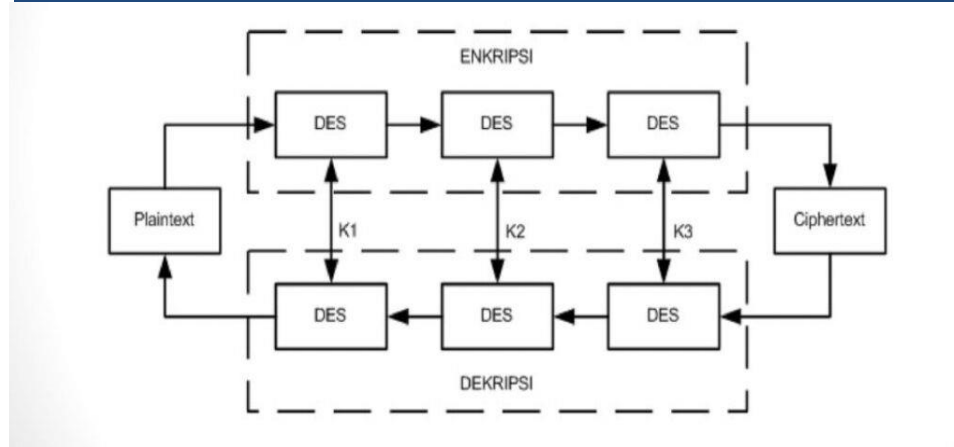 ENKRIPSI
DES
DES
DES
Plaintext
K1
K2
K3
Ciphertext
DES
DES
DES
DEKRIPSI